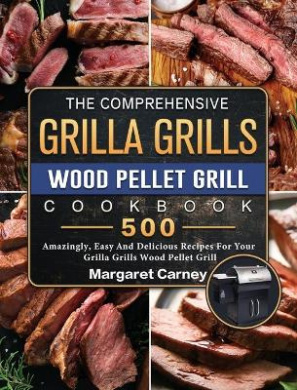 THE COMPREHENSIVE
GRILLA GRILLS
WOOD PELLET GRILL
COOKBOOK
500
Amazingly, Easy And Delicious Recipes For Your
Grilla Grills Wood Pellet Grill
Margaret Carney